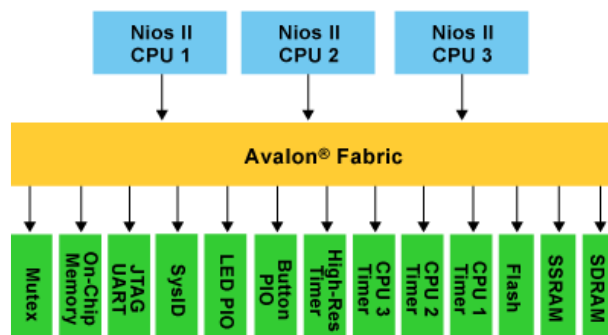 Nios II
CPU 1
Nios II
CPU 2
Nios II
CPU 3
Avalon® Fabric
Mutex
On-Chip
Memory
JTAG
UART
SysID
LED PIO
Button
PIO
High-Res
Timer
CPU 3
Timer
CPU 2
Timer
CPU 1
Timer
Flash
SSRAM
SDRAM